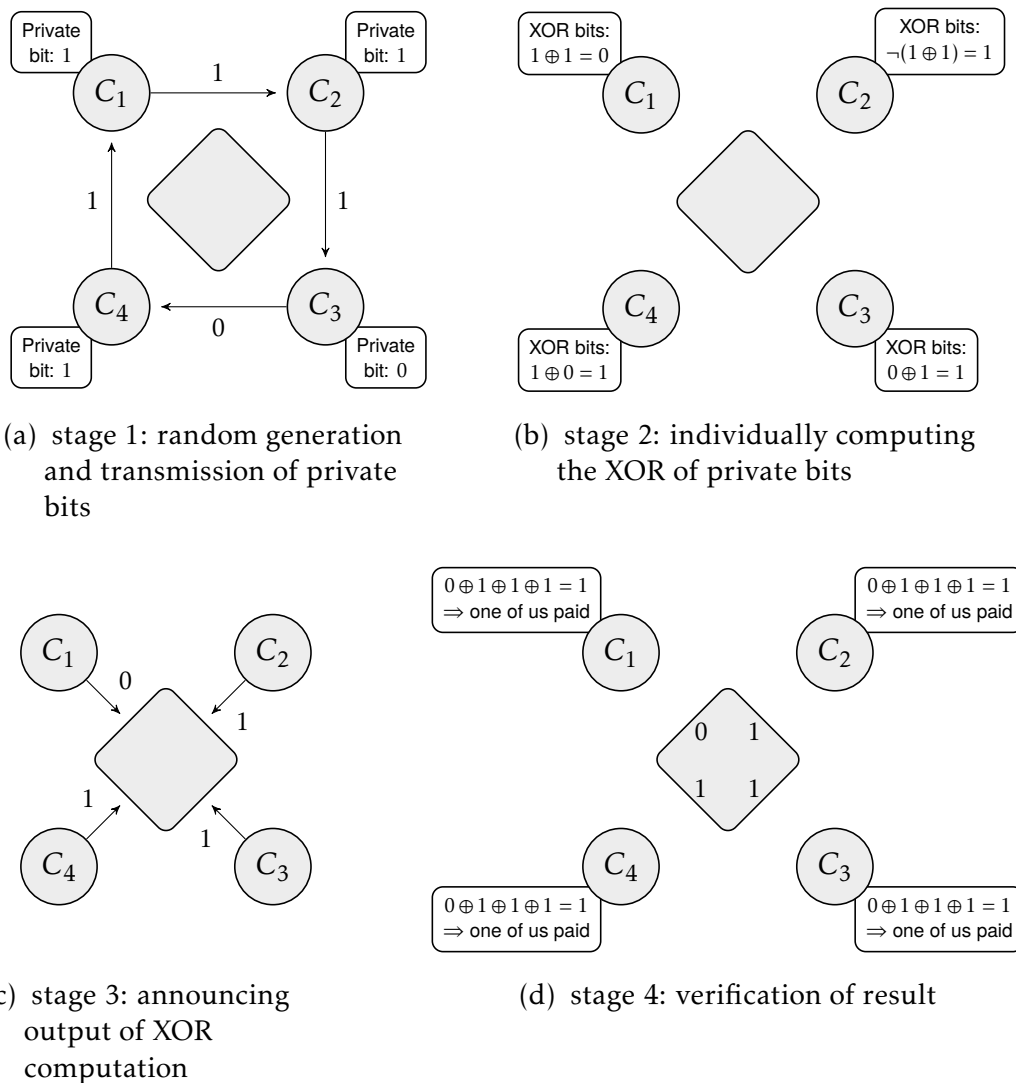 Private
bit: 1
Private
bit: 1
C1
1
C2
1
1
C4
0
C3
Private
bit: 1
Private
bit: 0
(a) stage 1: random generation
and transmission of private
bits
XOR bits:
1 ⊕ 1 = 0
XOR bits:
¬(1 ⊕ 1) = 1
C1
C2
C4
C3
XOR bits:
1 ⊕ 0 = 1
XOR bits:
0 ⊕ 1 = 1
(b) stage 2: individually computing
the XOR of private bits
C1
C2
0
1
1
1
C4
C3
c) stage 3: announcing
output of XOR
computation
0 ⊕ 1 ⊕ 1 ⊕ 1 = 1
⇒ one of us paid
0 ⊕ 1 ⊕ 1 ⊕ 1 = 1
⇒ one of us paid
C1
C2
0 1
1 1
C4
C3
0 ⊕ 1 ⊕ 1 ⊕ 1 = 1
⇒ one of us paid
0 ⊕ 1 ⊕ 1 ⊕ 1 = 1
⇒ one of us paid
(d) stage 4: verification of result